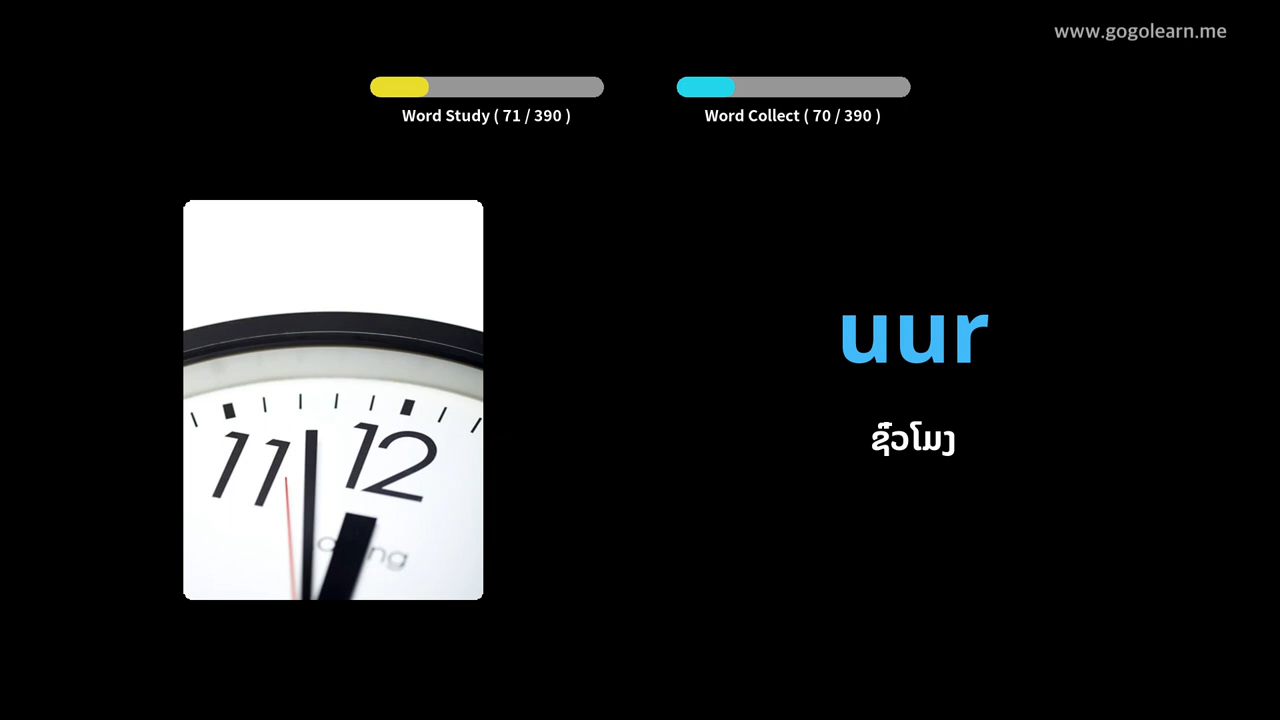 www.gogolearn.me
Word Study ( 71 / 390 )
Word Collect ( 70 / 390 )
uur
ຊົ່ວໂມງ
11
12